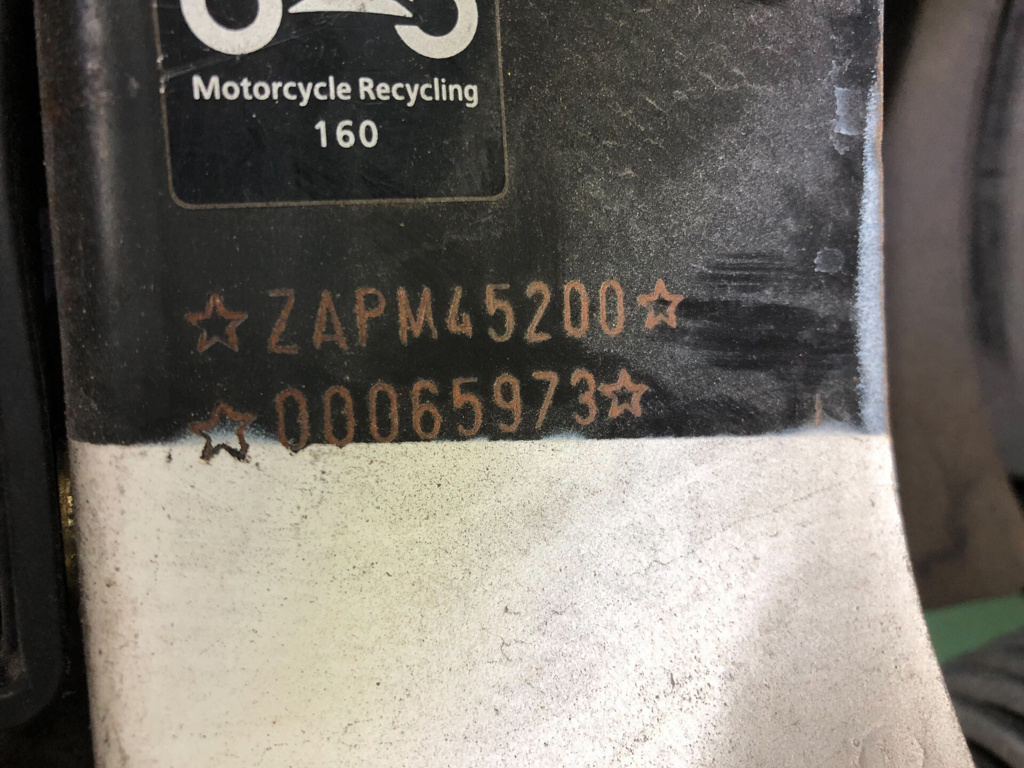 Motorcycle Recycling
160
☆ZAPM45200☆
☆00065973☆